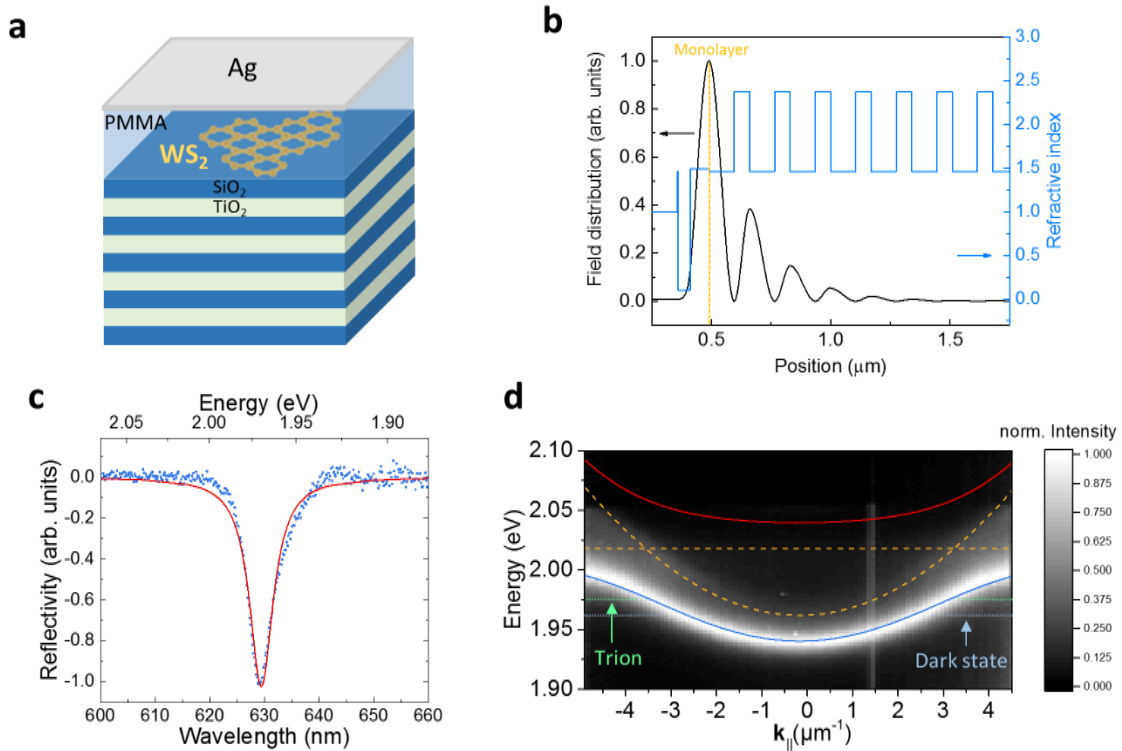 a
Ag
PMMA
WS₂
SiO₂
TiO₂
b
Monolayer
Field distribution (arb. units)
1.0
0.8
0.6
0.4
0.2
0.0
0.5
1.0
1.5
Position (μm)
3.0
2.5
2.0
1.5
1.0
0.5
0.0
Refractive index
c
Energy (eV)
2.05
2.00
1.95
1.90
Reflectivity (arb. units)
0.0
-0.2
-0.4
-0.6
-0.8
-1.0
600
610
620
630
640
650
660
Wavelength (nm)
d
Energy (eV)
2.10
2.05
2.00
1.95
1.90
Trion
Dark state
-4
-3
-2
-1
0
1
2
3
4
k||(μm⁻¹)
norm. Intensity
1.000
0.875
0.750
0.625
0.500
0.375
0.250
0.125
0.000